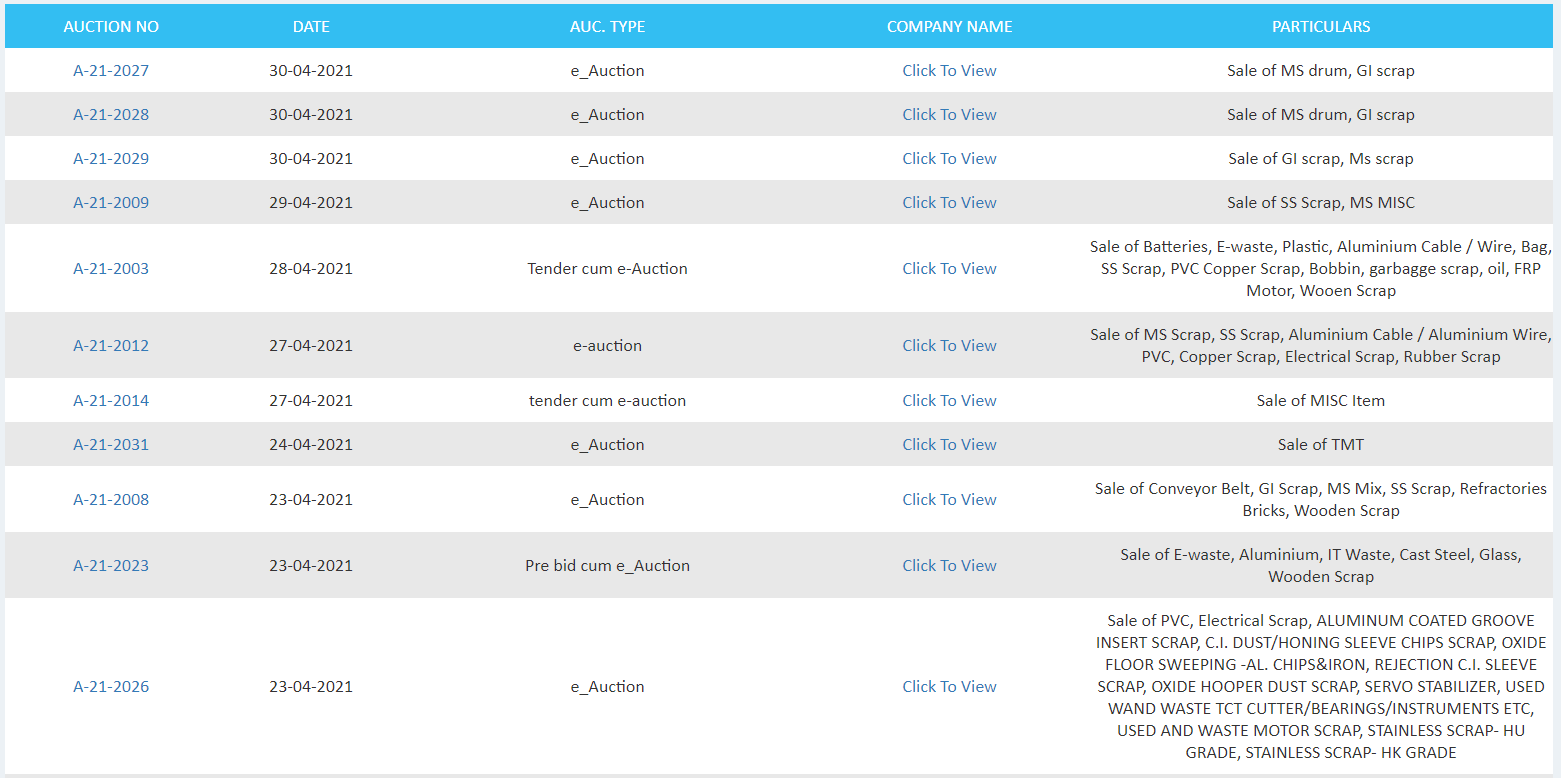 AUCTION NO DATE AUC. TYPE COMPANY NAME PARTICULARS
A-21-2027 30-04-2021 e_Auction Click To View Sale of MS drum, GI scrap
A-21-2028 30-04-2021 e_Auction Click To View Sale of MS drum, GI scrap
A-21-2029 30-04-2021 e_Auction Click To View Sale of GI scrap, Ms scrap
A-21-2009 29-04-2021 e_Auction Click To View Sale of SS Scrap, MS MISC
Sale of Batteries, E-waste, Plastic, Aluminium Cable / Wire, Bag,
A-21-2003 28-04-2021 Tender cum e-Auction Click To View SS Scrap, PVC Copper Scrap, Bobbin, garbagge scrap, oil, FRP
Motor, Wooen Scrap
A-21-2012 27-04-2021 e-auction Click To View Sale of MS Scrap, SS Scrap, Aluminium Cable / Aluminium Wire,
PVC, Copper Scrap, Electrical Scrap, Rubber Scrap
A-21-2014 27-04-2021 tender cum e-auction Click To View Sale of MISC Item
A-21-2031 24-04-2021 e_Auction Click To View Sale of TMT
A-21-2008 23-04-2021 e_Auction Click To View Sale of Conveyor Belt, GI Scrap, MS Mix, SS Scrap, Refractories
Bricks, Wooden Scrap
A-21-2023 23-04-2021 Pre bid cum e_Auction Click To View Sale of E-waste, Aluminium, IT Waste, Cast Steel, Glass,
Wooden Scrap
Sale of PVC, Electrical Scrap, ALUMINUM COATED GROOVE
INSERT SCRAP, C.I. DUST/HONING SLEEVE CHIPS SCRAP, OXIDE
FLOOR SWEEPING -AL. CHIPS&IRON, REJECTION C.I. SLEEVE
A-21-2026 23-04-2021 e_Auction Click To View SCRAP, OXIDE HOOPER DUST SCRAP, SERVO STABILIZER, USED
WAND WASTE TCT CUTTER/BEARINGS/INSTRUMENTS ETC,
USED AND WASTE MOTOR SCRAP, STAINLESS SCRAP- HU
GRADE, STAINLESS SCRAP- HK GRADE